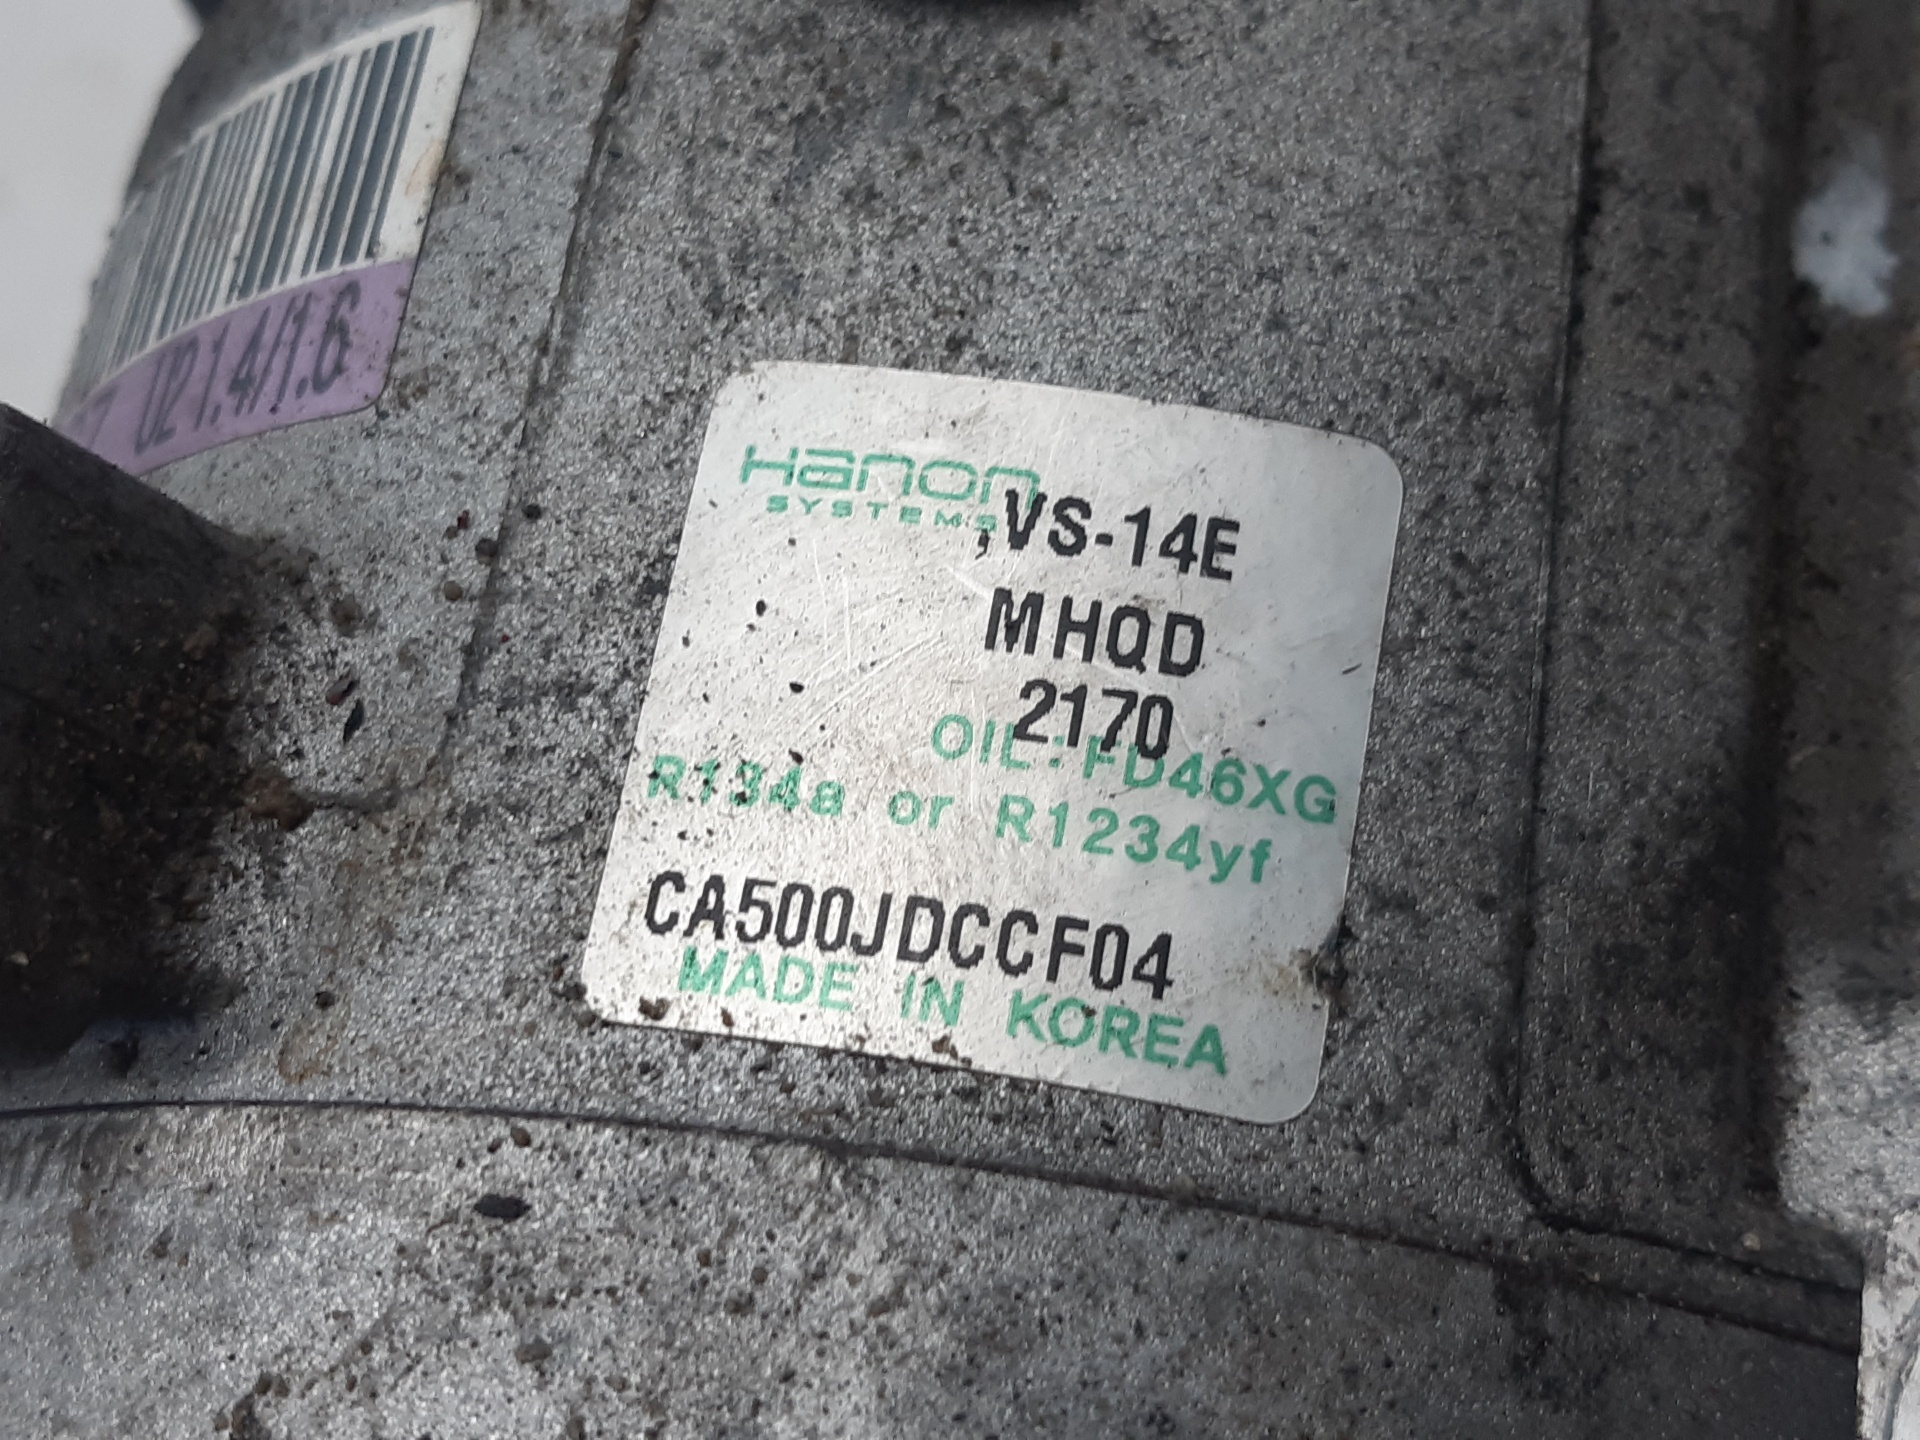 U2 1.4/1.6
Hanon
SYSTEMS
VS-14E
MHQD
2170
OIL:FD46XG
R134a or R1234yf
CA500JDCCF04
MADE IN KOREA